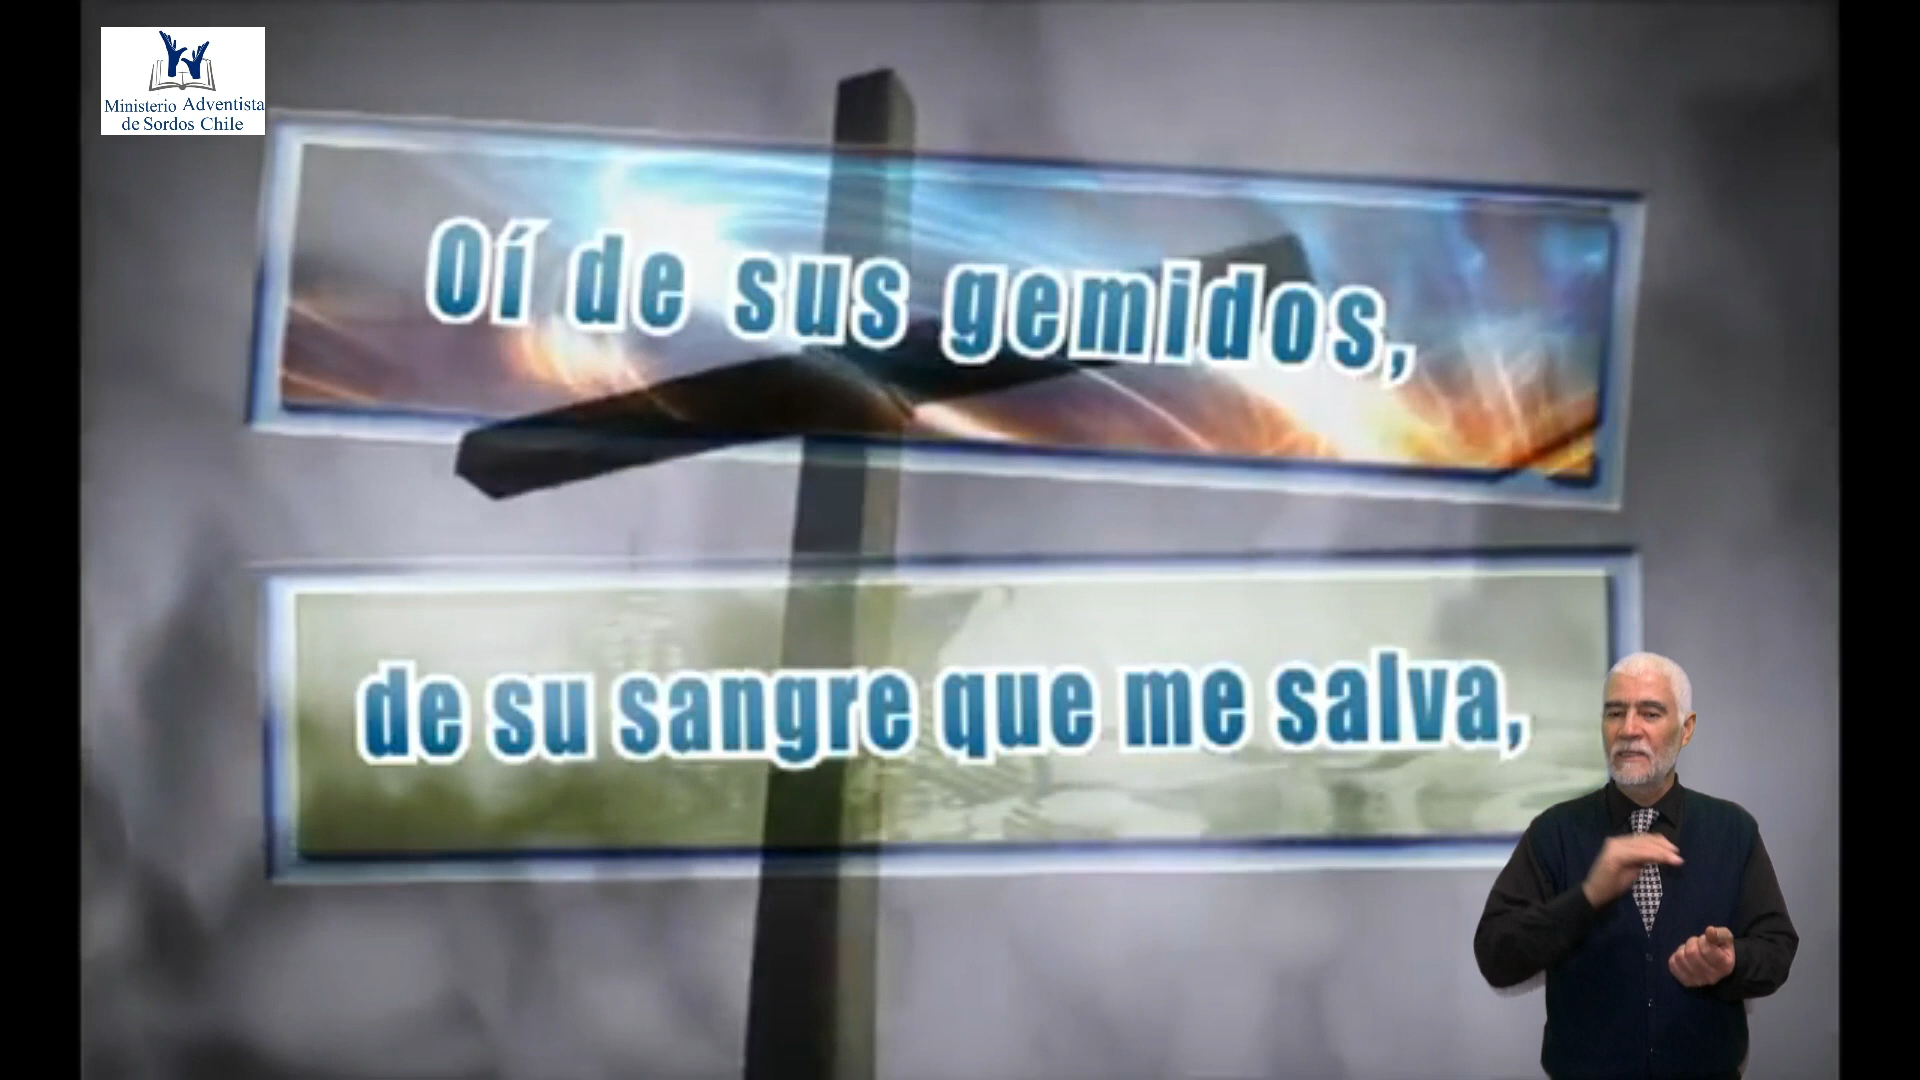 Ministerio Adventista
de Sordos Chile
Oí de sus gemidos,
de su sangre que me salva,